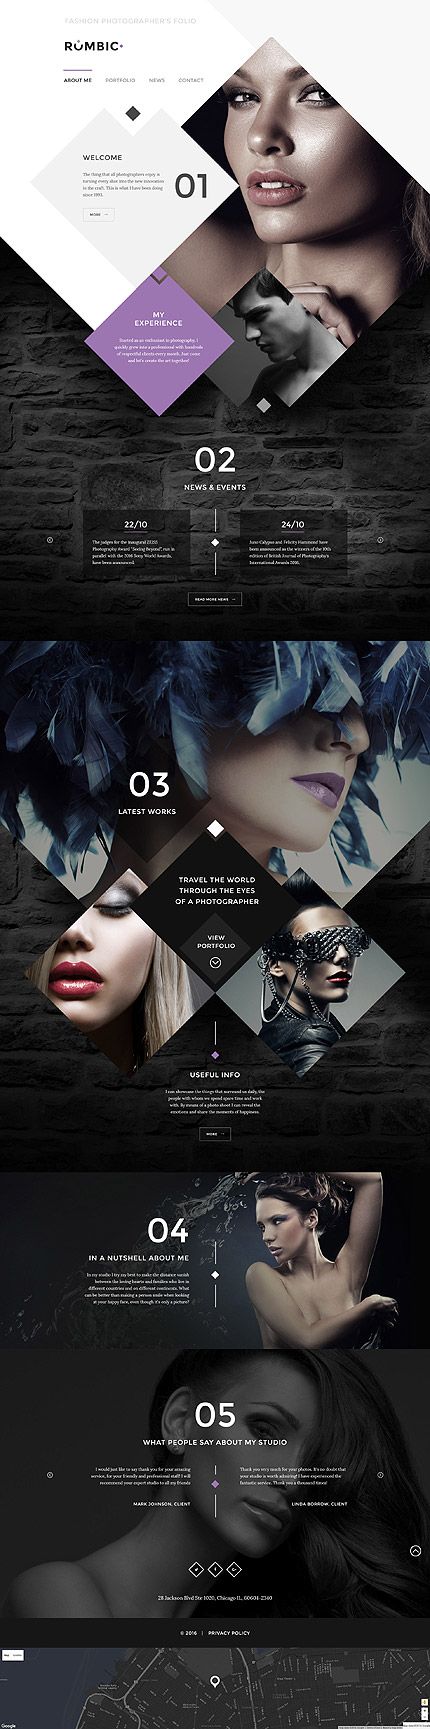 FASHION PHOTOGRAPHER'S FOLIO
RUMBIC
ABOUT ME
PORTFOLIO
NEWS
CONTACT
WELCOME
The thing that all photographers enjoy is
turning every shot into the new innovation
in the craft. This is what I have been doing
since 1993.
01
MORE →
MY
EXPERIENCE
Started as an enthusiast in photography, I
quickly grew into a professional with hundreds
of respectful clients every month. Just come
and let's create the art together!
02
NEWS & EVENTS
22/10
The judges for the inaugural ZEISS
Photography Award "Seeing Beyond", run in
parallel with the 2016 Sony World Awards,
have been announced.
24/10
Juno Calypso and Felicity Hammond have
been announced as the winners of the 10th
edition of British Journal of Photography's
International Awards 2016.
READ MORE NEWS →
03
LATEST WORKS
TRAVEL THE WORLD
THROUGH THE EYES
OF A PHOTOGRAPHER
VIEW
PORTFOLIO
USEFUL INFO
I can showcase the things that surround us daily, the
people with whom we spend your time and work
with. By means of a photo shoot I can reveal the
emotions and share the moments of happiness.
MORE →
04
IN A NUTSHELL ABOUT ME
In my studio I try my best to make the distance vanish
between the loving hearts and families who live in
different countries and on different continents. What
can be better than making a person smile when looking
at your happy face, even though it's only a picture?
05
WHAT PEOPLE SAY ABOUT MY STUDIO
I would just like to say thank you for your amazing
service, for your friendly and professional staff! I will
recommend your expert studio to all my friends
MARK JOHNSON, CLIENT
Thank you very much for your photos. It's no doubt that
your studio is worth admiring! I have experienced the
fantastic service. Thank you a thousand times!
LINDA BORROW, CLIENT
28 Jackson Blvd Ste 1020, Chicago IL, 60604-2340
© 2016 | PRIVACY POLICY
Map
Google